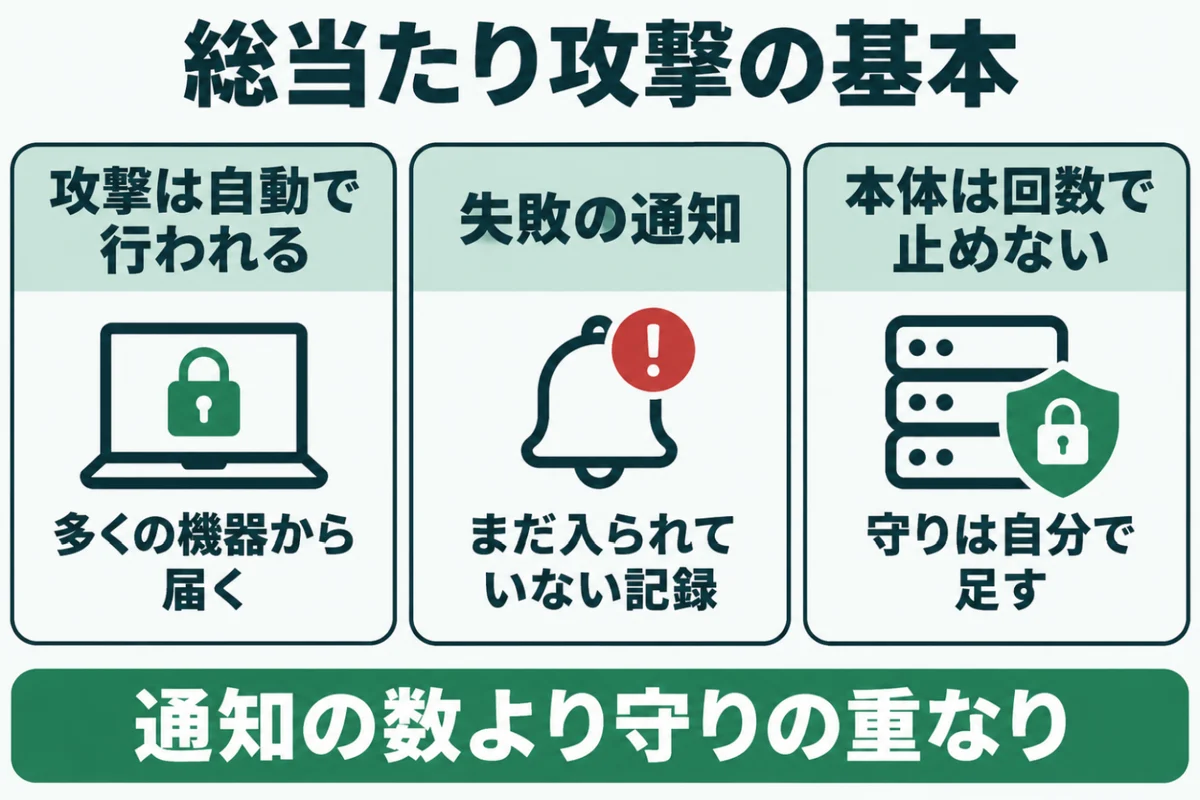 総当たり攻撃の基本
攻撃は自動で
行われる
多くの機器から
届く
失敗の通知
まだ入られて
いない記録
本体は回数で
止めない
守りは自分で
足す
通知の数より守りの重なり